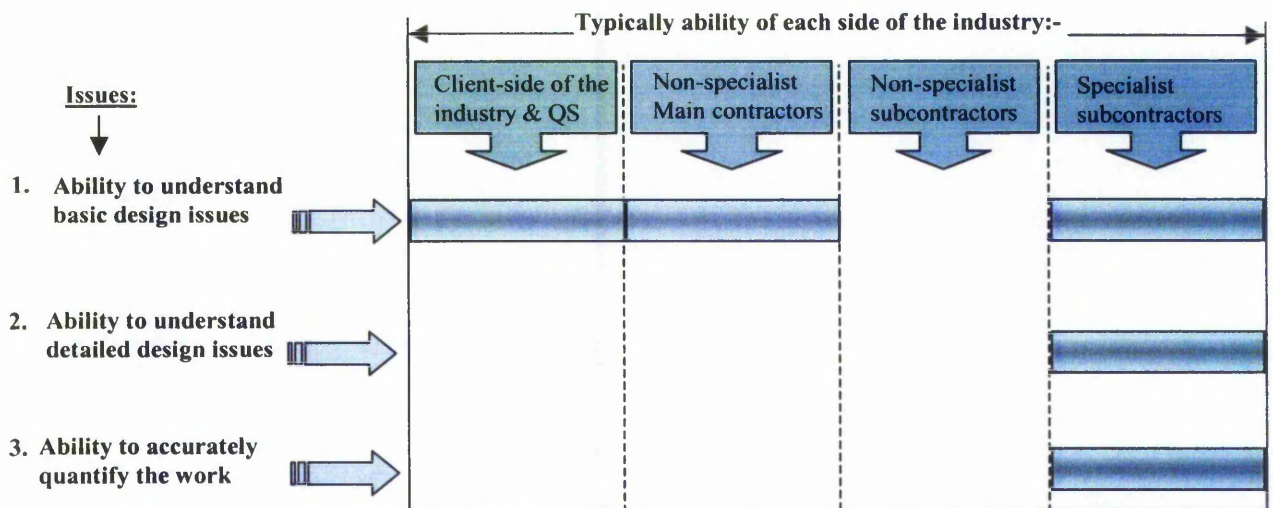 Typically ability of each side of the industry:-
Issues:
Client-side of the
industry & QS
Non-specialist
Main contractors
Non-specialist
subcontractors
Specialist
subcontractors
1. Ability to understand
basic design issues
2. Ability to understand
detailed design issues
3. Ability to accurately
quantify the work